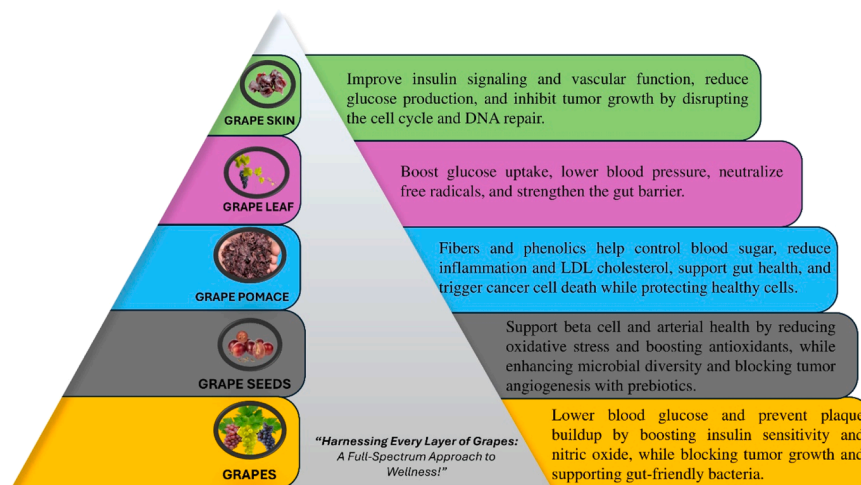 GRAPE SKIN
Improve insulin signaling and vascular function, reduce
glucose production, and inhibit tumor growth by disrupting
the cell cycle and DNA repair.
GRAPE LEAF
Boost glucose uptake, lower blood pressure, neutralize
free radicals, and strengthen the gut barrier.
GRAPE POMACE
Fibers and phenolics help control blood sugar, reduce
inflammation and LDL cholesterol, support gut health, and
trigger cancer cell death while protecting healthy cells.
GRAPE SEEDS
Support beta cell and arterial health by reducing
oxidative stress and boosting antioxidants, while
enhancing microbial diversity and blocking tumor
angiogenesis with prebiotics.
GRAPES
Lower blood glucose and prevent plaque
buildup by boosting insulin sensitivity and
nitric oxide, while blocking tumor growth and
supporting gut-friendly bacteria.
“Harnessing Every Layer of Grapes:
A Full-Spectrum Approach to
Wellness!”